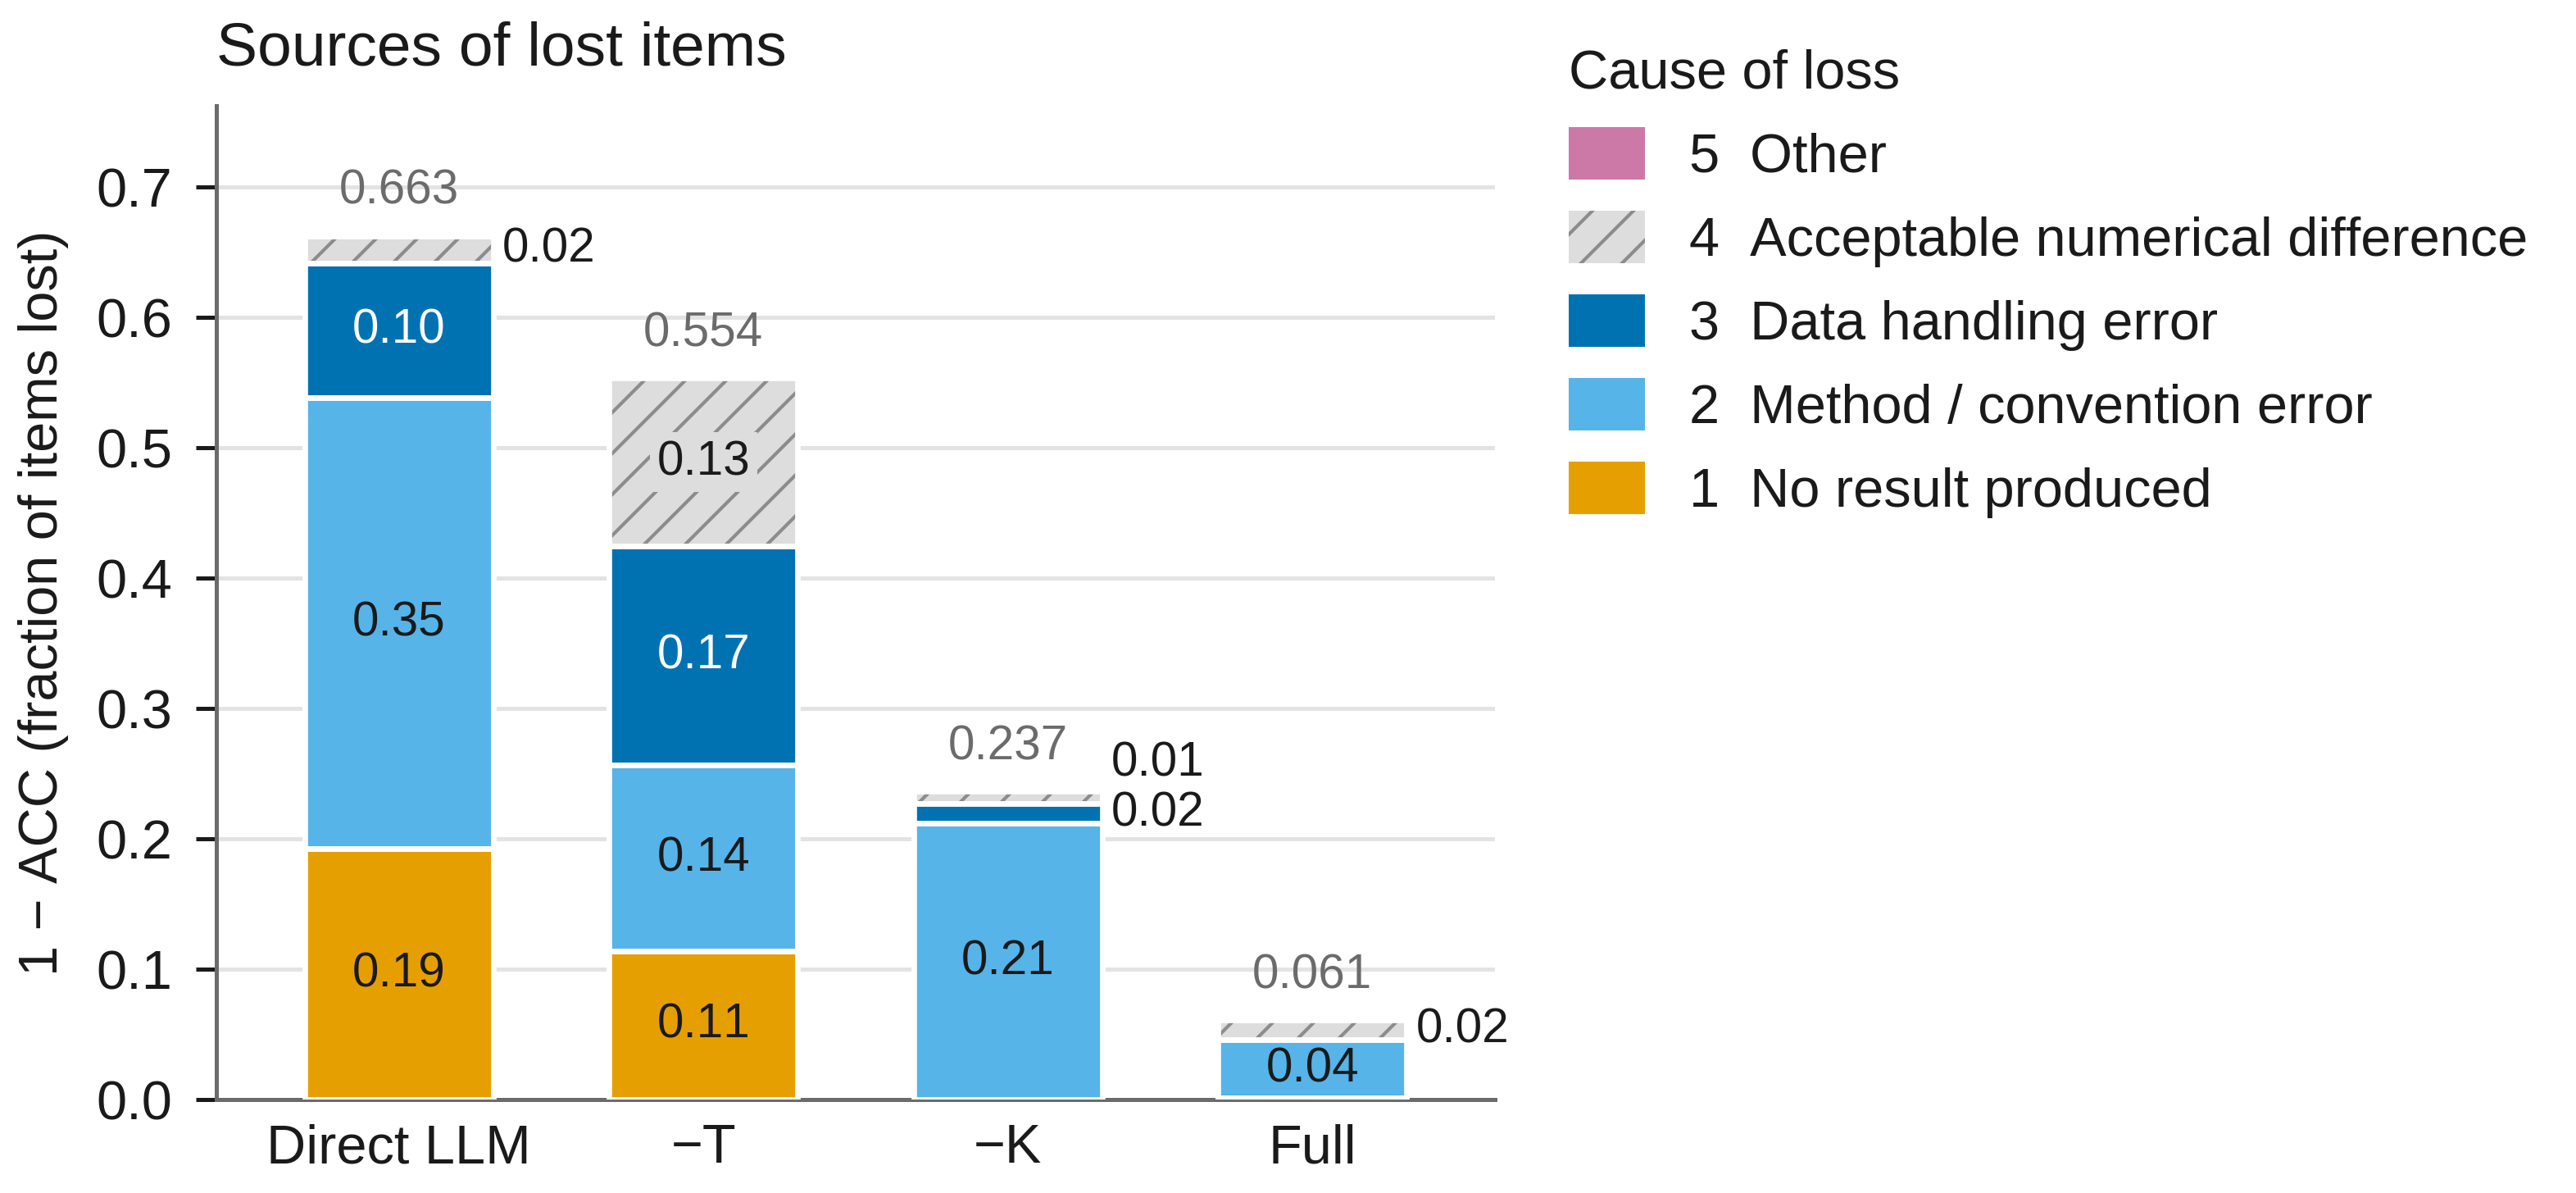 Sources of lost items
1 − ACC (fraction of items lost)
0.7
0.6
0.5
0.4
0.3
0.2
0.1
0.0
0.663
0.02
0.10
0.35
0.19
0.554
0.13
0.17
0.14
0.11
0.237
0.01
0.02
0.21
0.061
0.02
0.04
Direct LLM
−T
−K
Full
Cause of loss
5 Other
4 Acceptable numerical difference
3 Data handling error
2 Method / convention error
1 No result produced